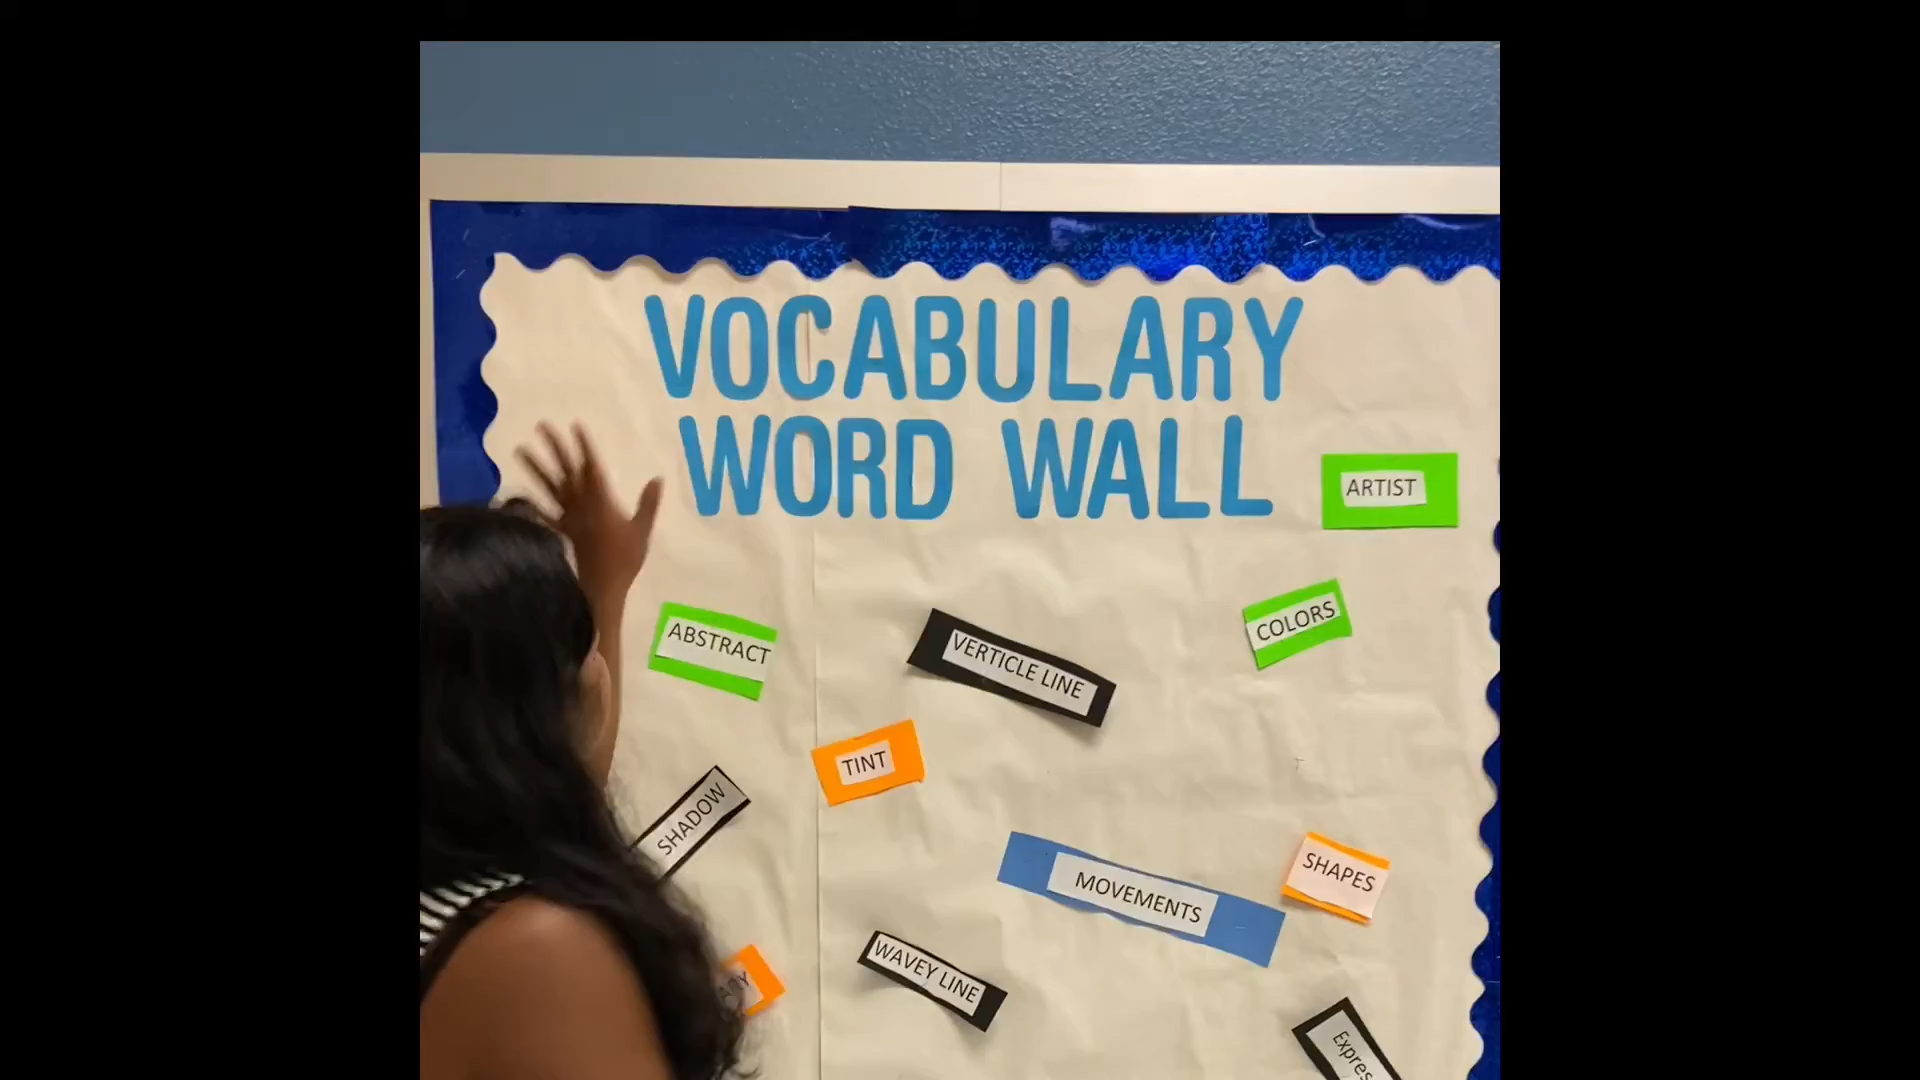 VOCABULARY
WORD WALL
ARTIST
COLORS
ABSTRACT
VERTICLE LINE
TINT
SHADOW
MOVEMENTS
SHAPES
WAVEY LINE